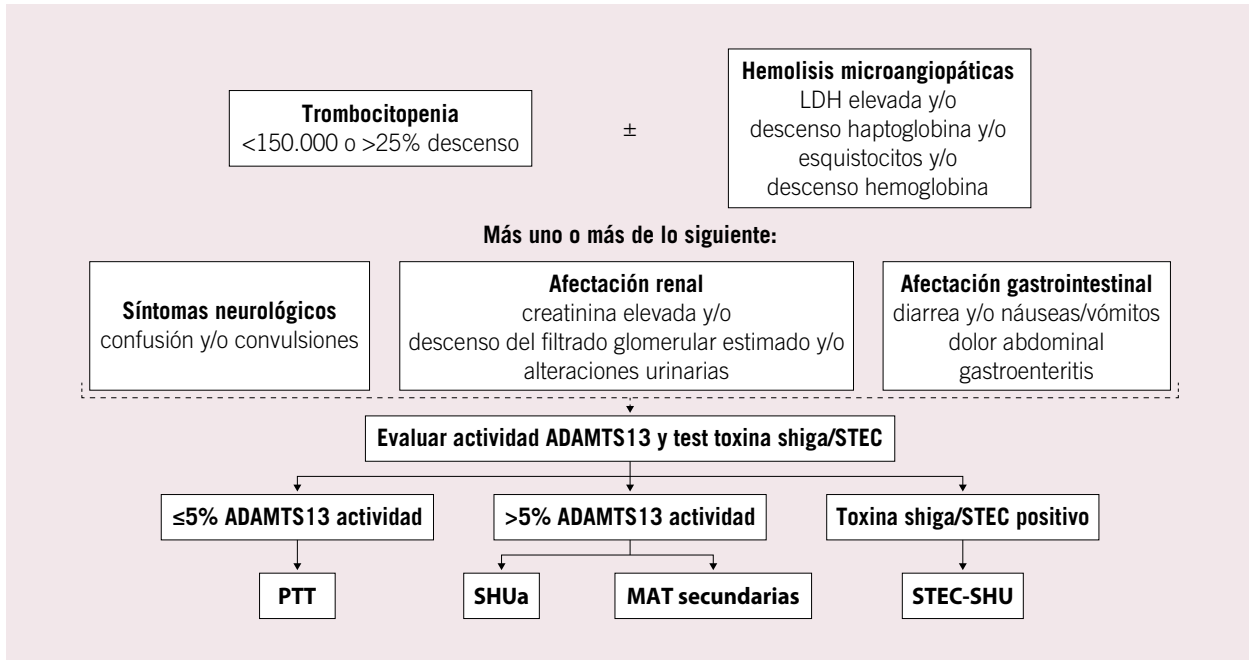 Trombocitopenia
<150.000 o >25% descenso
±
Hemolisis microangiopáticas
LDH elevada y/o
descenso haptoglobina y/o
esquistocitos y/o
descenso hemoglobina
Más uno o más de lo siguiente:
Síntomas neurológicos
confusión y/o convulsiones
Afectación renal
creatinina elevada y/o
descenso del filtrado glomerular estimado y/o
alteraciones urinarias
Afectación gastrointestinal
diarrea y/o náuseas/vómitos
dolor abdominal
gastroenteritis
Evaluar actividad ADAMTS13 y test toxina shiga/STEC
≤5% ADAMTS13 actividad
>5% ADAMTS13 actividad
Toxina shiga/STEC positivo
PTT
SHUa
MAT secundarias
STEC-SHU